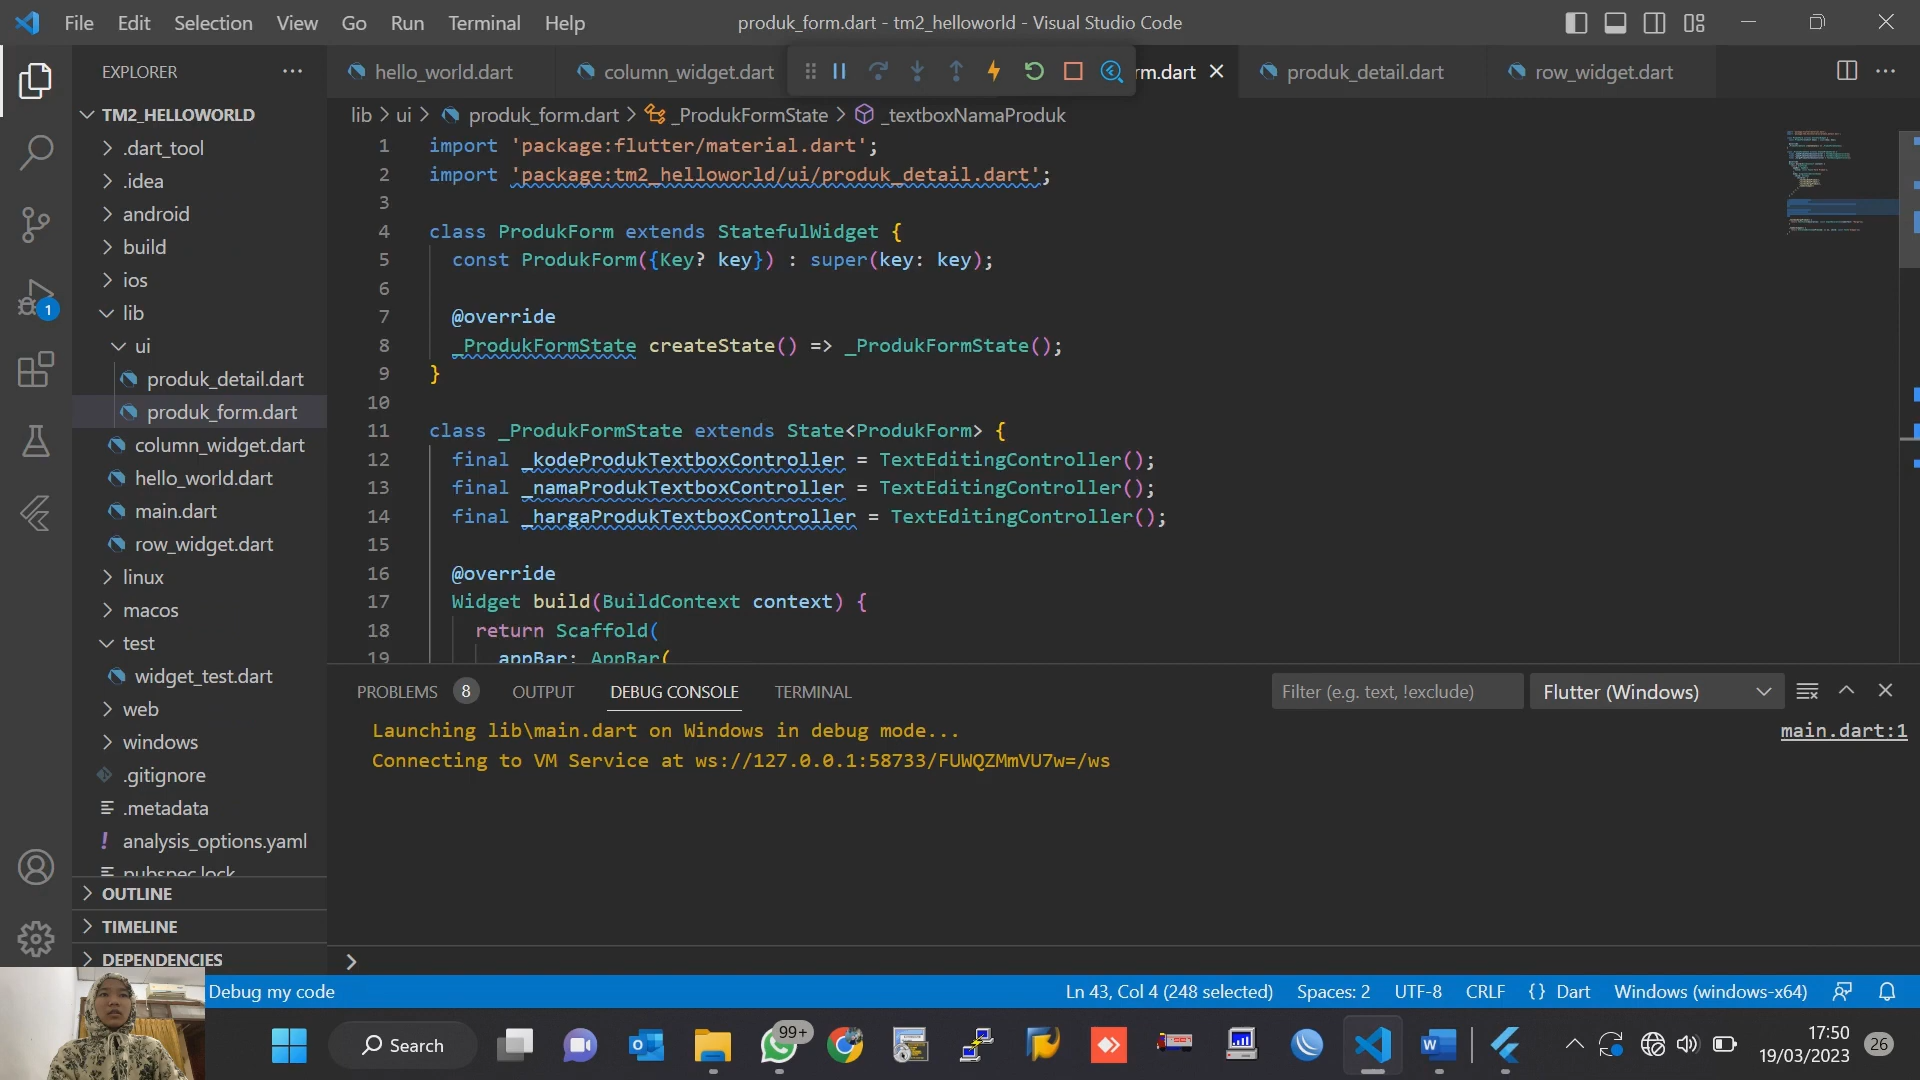 File Edit Selection View Go Run Terminal Help
produk_form.dart - tm2_helloworld - Visual Studio Code
EXPLORER
hello_world.dart
column_widget.dart
rm.dart
produk_detail.dart
row_widget.dart
TM2_HELLOWORLD
.dart_tool
.idea
android
build
ios
lib
ui
produk_detail.dart
produk_form.dart
column_widget.dart
hello_world.dart
main.dart
row_widget.dart
linux
macos
test
widget_test.dart
web
windows
.gitignore
.metadata
analysis_options.yaml
pubspec.lock
OUTLINE
TIMELINE
DEPENDENCIES
1
lib > ui > produk_form.dart > _ProdukFormState > _textboxNamaProduk
1 import 'package:flutter/material.dart';
2 import 'package:tm2_helloworld/ui/produk_detail.dart';
3
4 class ProdukForm extends StatefulWidget {
5 const ProdukForm({Key? key}) : super(key: key);
6
7 @override
8 _ProdukFormState createState() => _ProdukFormState();
9 }
10
11 class _ProdukFormState extends State<ProdukForm> {
12 final _kodeProdukTextboxController = TextEditingController();
13 final _namaProdukTextboxController = TextEditingController();
14 final _hargaProdukTextboxController = TextEditingController();
15
16 @override
17 Widget build(BuildContext context) {
18 return Scaffold(
19 appBar: AppBar(
PROBLEMS 8 OUTPUT DEBUG CONSOLE TERMINAL
Filter (e.g. text, !exclude)
Flutter (Windows)
Launching lib\main.dart on Windows in debug mode...
main.dart:1
Connecting to VM Service at ws://127.0.0.1:58733/FUWQZMmVU7w=/ws
>
Debug my code
Ln 43, Col 4 (248 selected) Spaces: 2 UTF-8 CRLF {} Dart Windows (windows-x64)
Search
99+
17:50
19/03/2023
26